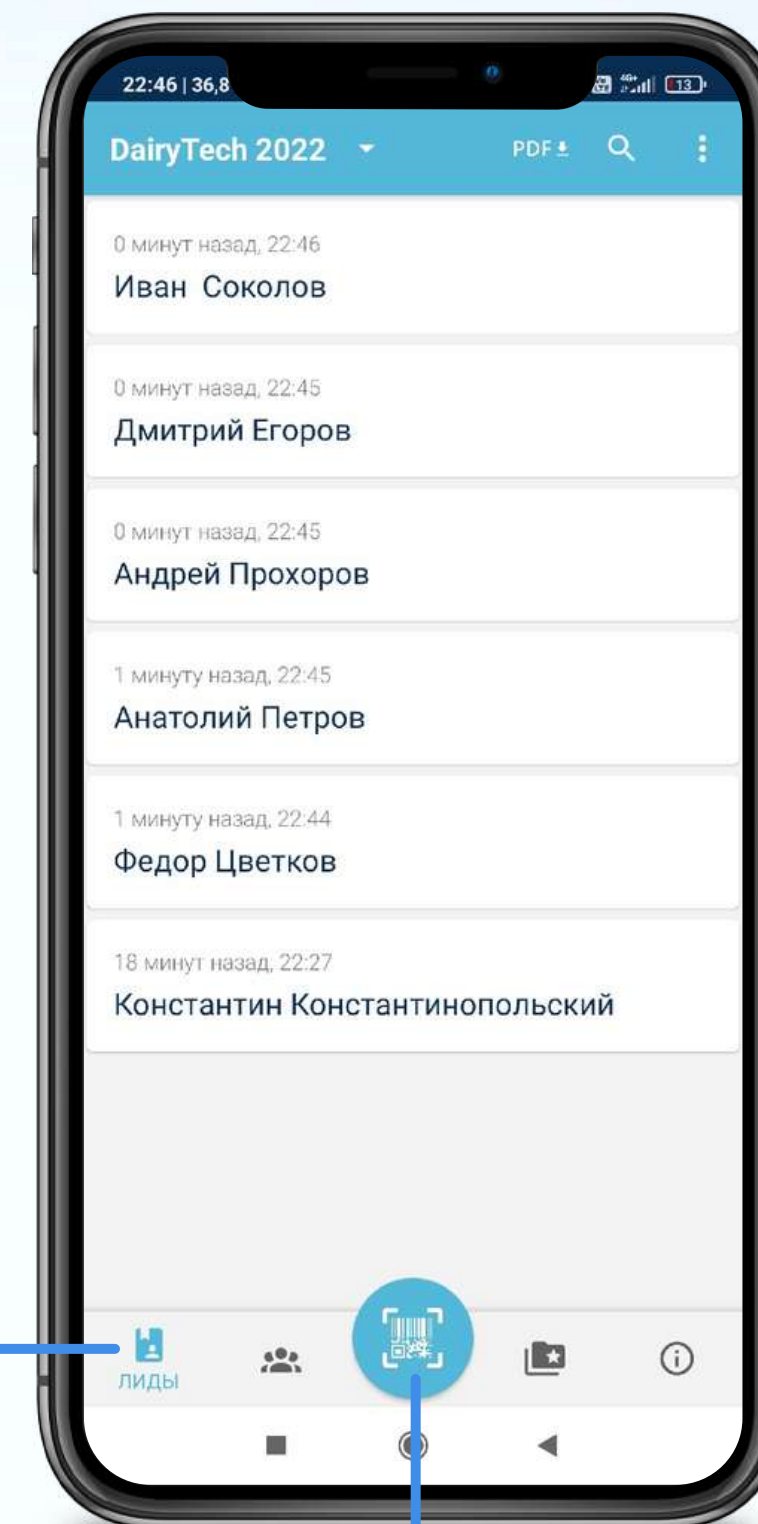 22:46 | 36,8
4G+
13
DairyTech 2022
PDF
0 минут назад, 22:46
Иван Соколов
0 минут назад, 22:45
Дмитрий Егоров
0 минут назад, 22:45
Андрей Прохоров
1 минуту назад, 22:45
Анатолий Петров
1 минуту назад, 22:44
Федор Цветков
18 минут назад, 22:27
Константин Константинопольский
ЛИДЫ